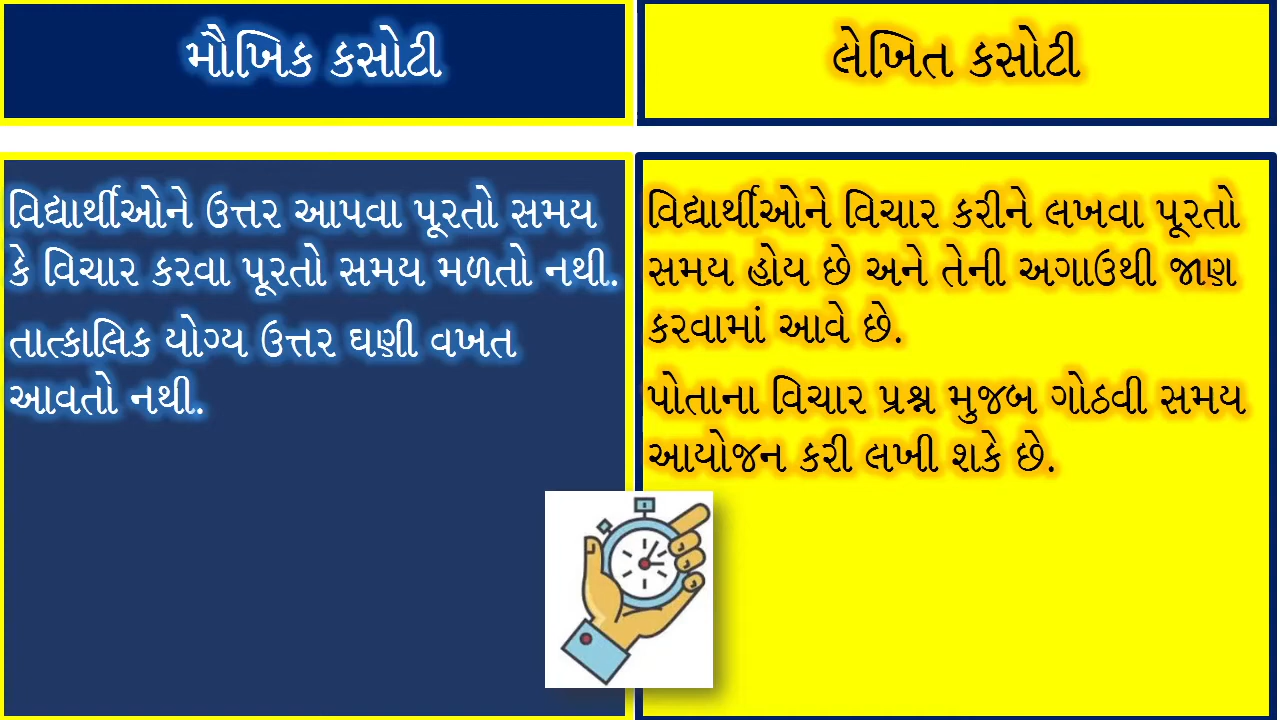 મૌખિક કસોટી
લેખિત કસોટી
વિદ્યાર્થીઓને ઉત્તર આપવા પૂરતો સમય
કે વિચાર કરવા પૂરતો સમય મળતો નથી.
તાત્કાલિક યોગ્ય ઉત્તર ઘણી વખત
આવતો નથી.
વિદ્યાર્થીઓને વિચાર કરીને લખવા પૂરતો
સમય હોય છે અને તેની અગાઉથી જાણ
કરવામાં આવે છે.
પોતાના વિચાર પ્રશ્ન મુજબ ગોઠવી સમય
આયોજન કરી લખી શકે છે.